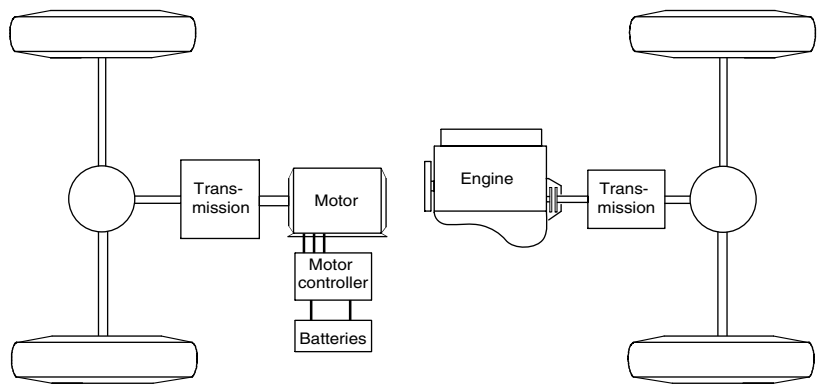 Trans-
mission
Motor
Motor
controller
Batteries
Engine
Trans-
mission